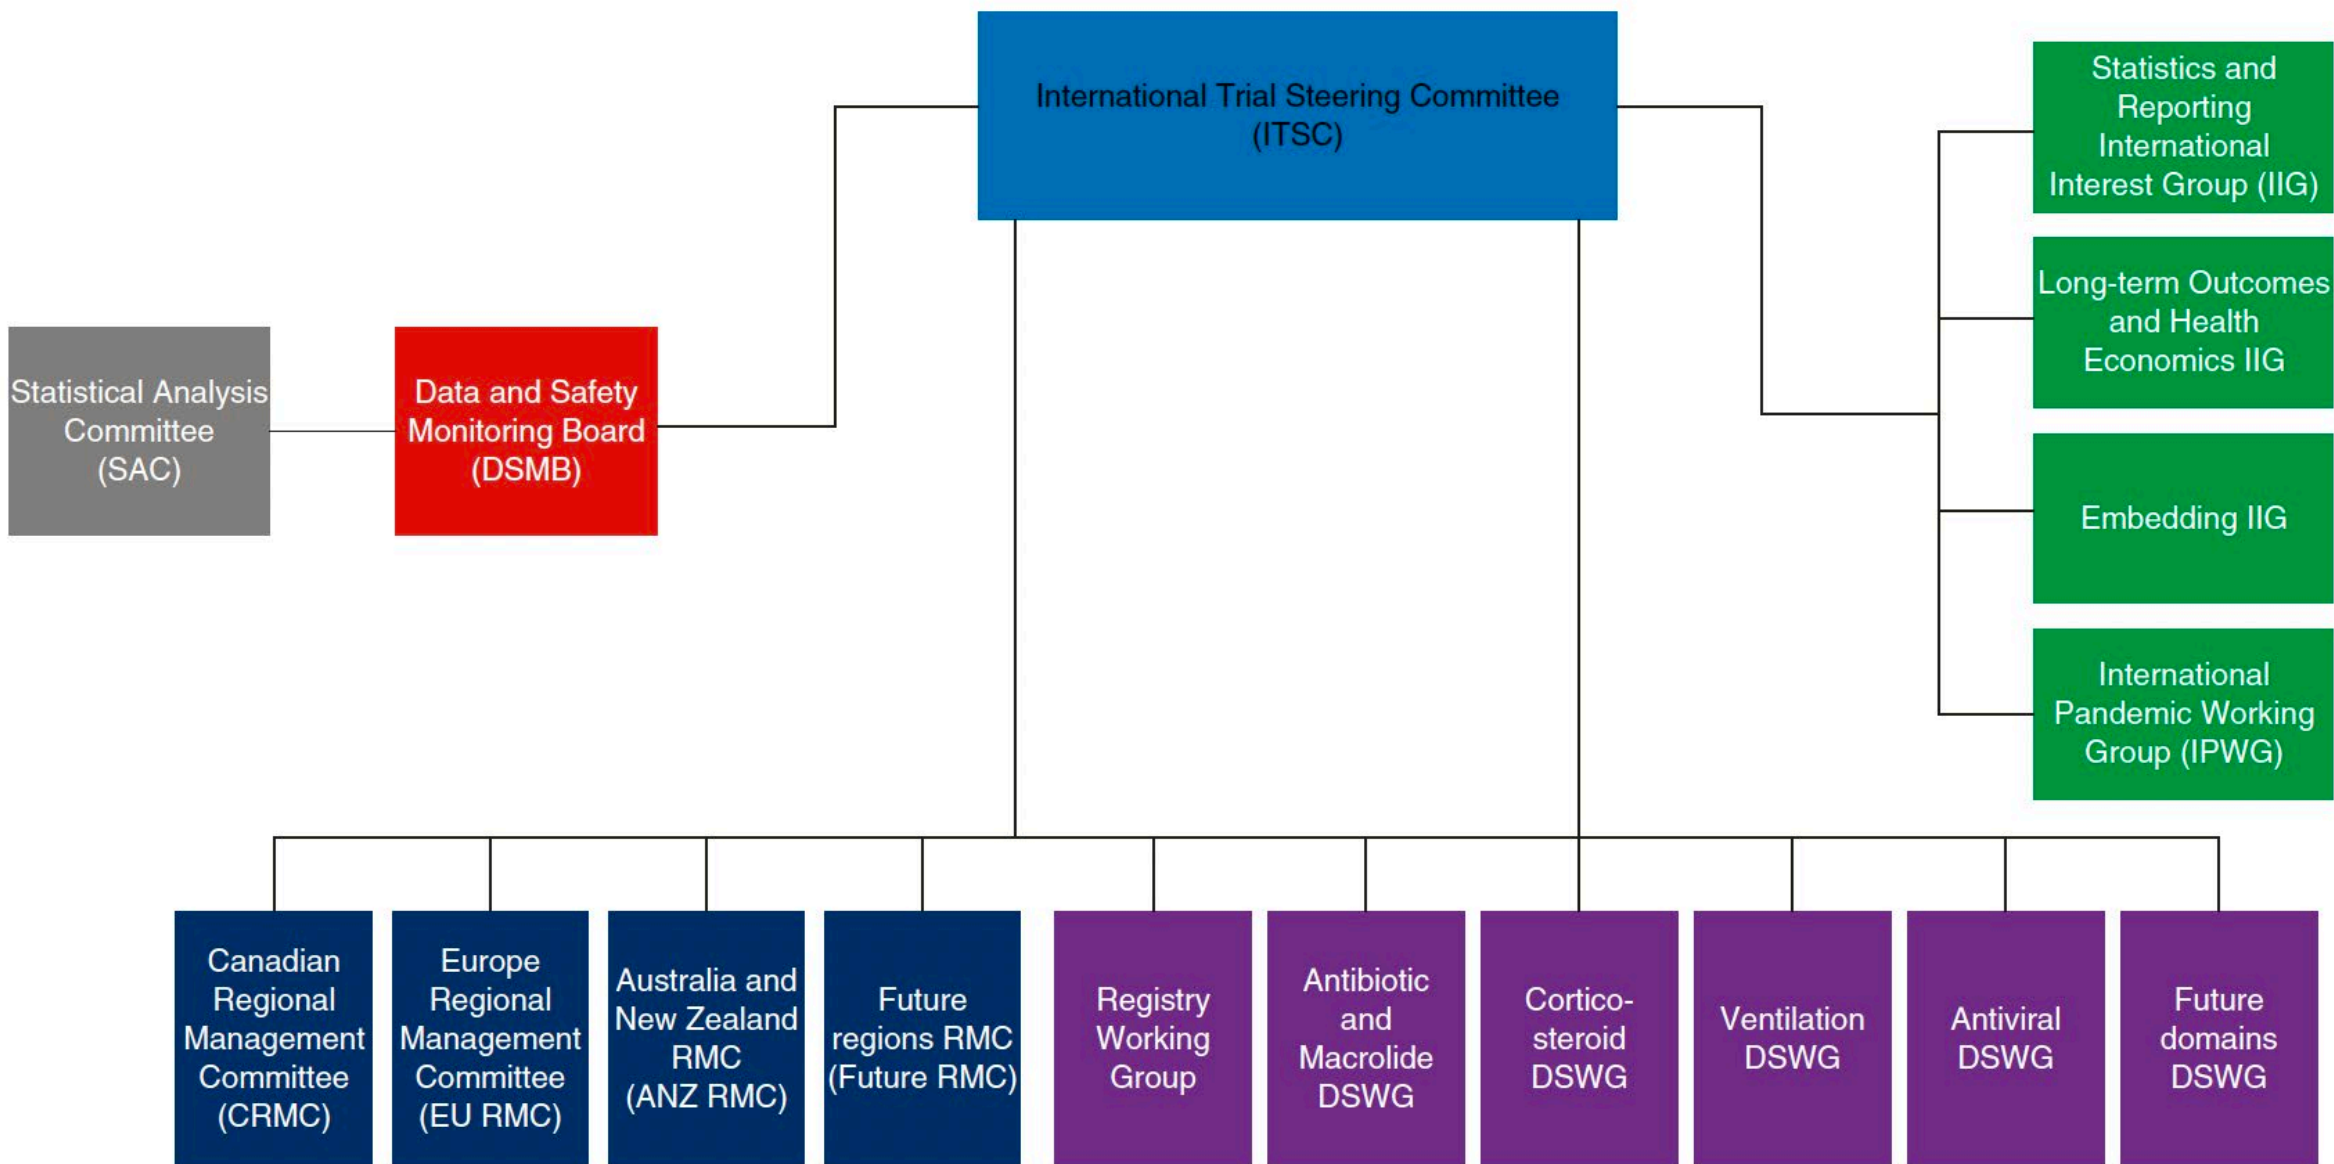 International Trial Steering Committee
(ITSC)
Statistics and
Reporting
International
Interest Group (IIG)
Long-term Outcomes
and Health
Economics IIG
Embedding IIG
International
Pandemic Working
Group (IPWG)
Statistical Analysis
Committee
(SAC)
Data and Safety
Monitoring Board
(DSMB)
Canadian
Regional
Management
Committee
(CRMC)
Europe
Regional
Management
Committee
(EU RMC)
Australia and
New Zealand
RMC
(ANZ RMC)
Future
regions RMC
(Future RMC)
Registry
Working
Group
Antibiotic
and
Macrolide
DSWG
Cortico-
steroid
DSWG
Ventilation
DSWG
Antiviral
DSWG
Future
domains
DSWG